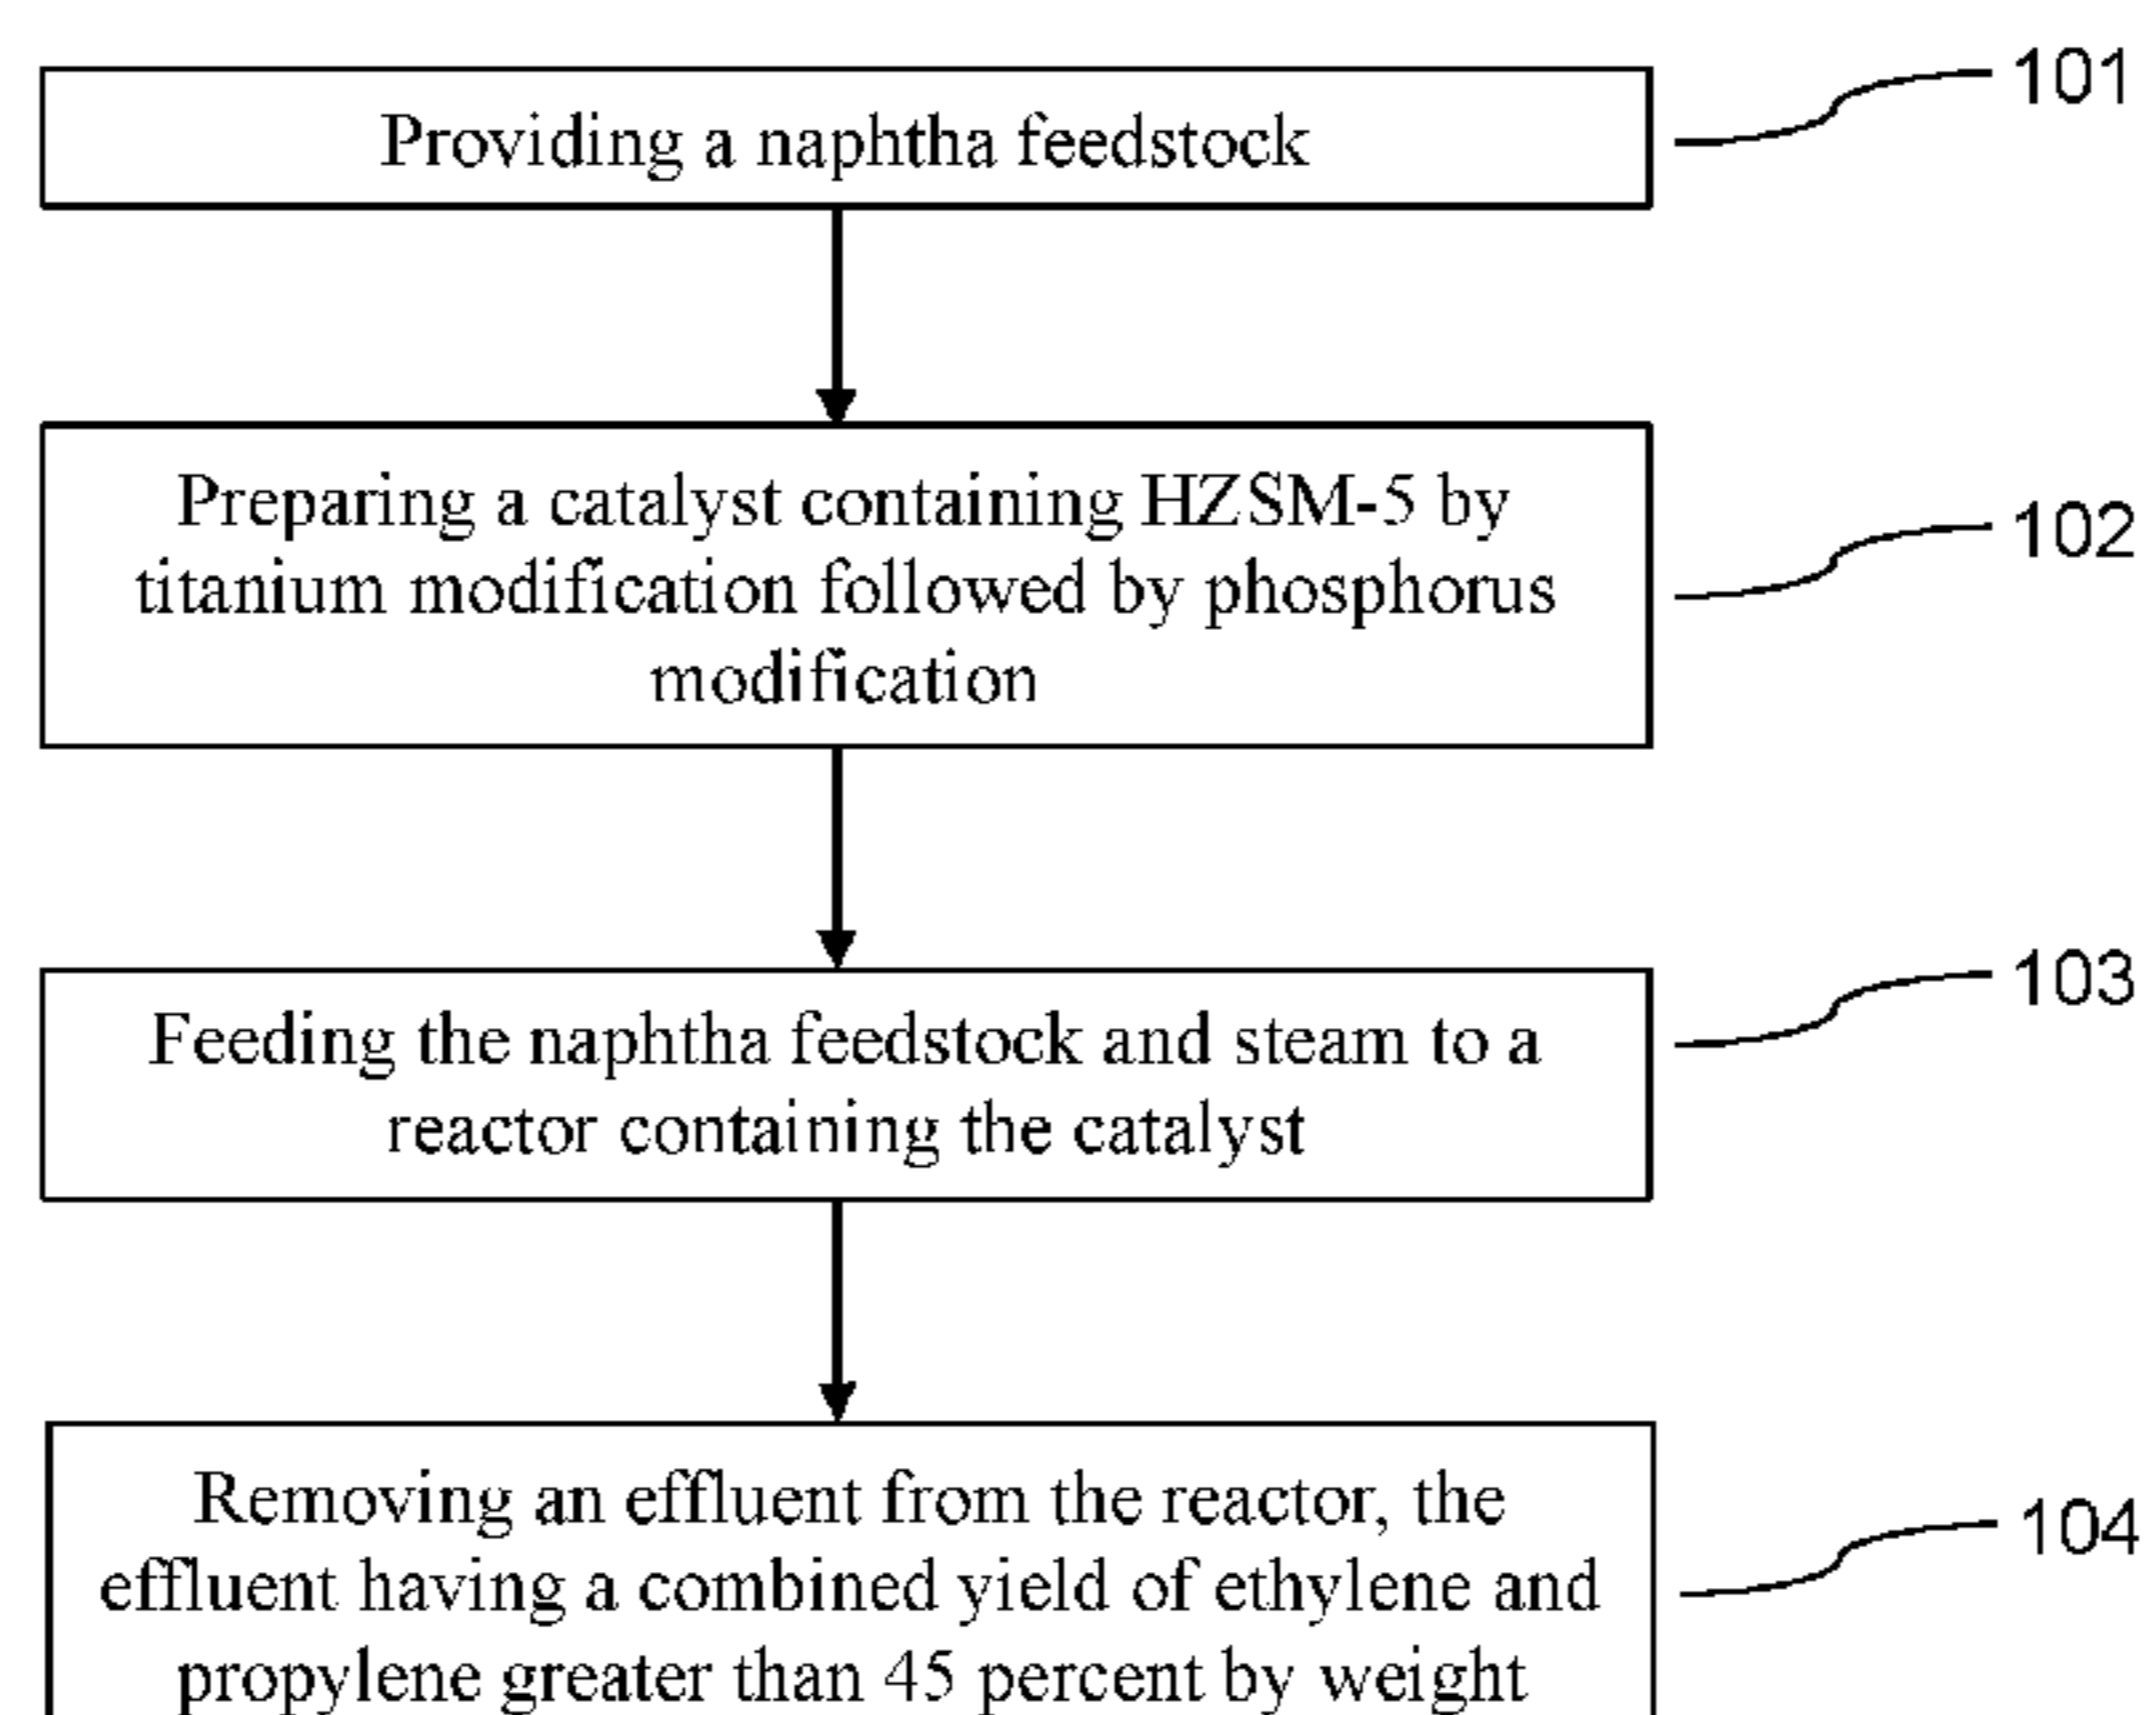 Providing a naphtha feedstock
101
Preparing a catalyst containing HZSM-5 by
titanium modification followed by phosphorus
modification
102
Feeding the naphtha feedstock and steam to a
reactor containing the catalyst
103
Removing an effluent from the reactor, the
effluent having a combined yield of ethylene and
propylene greater than 45 percent by weight
104